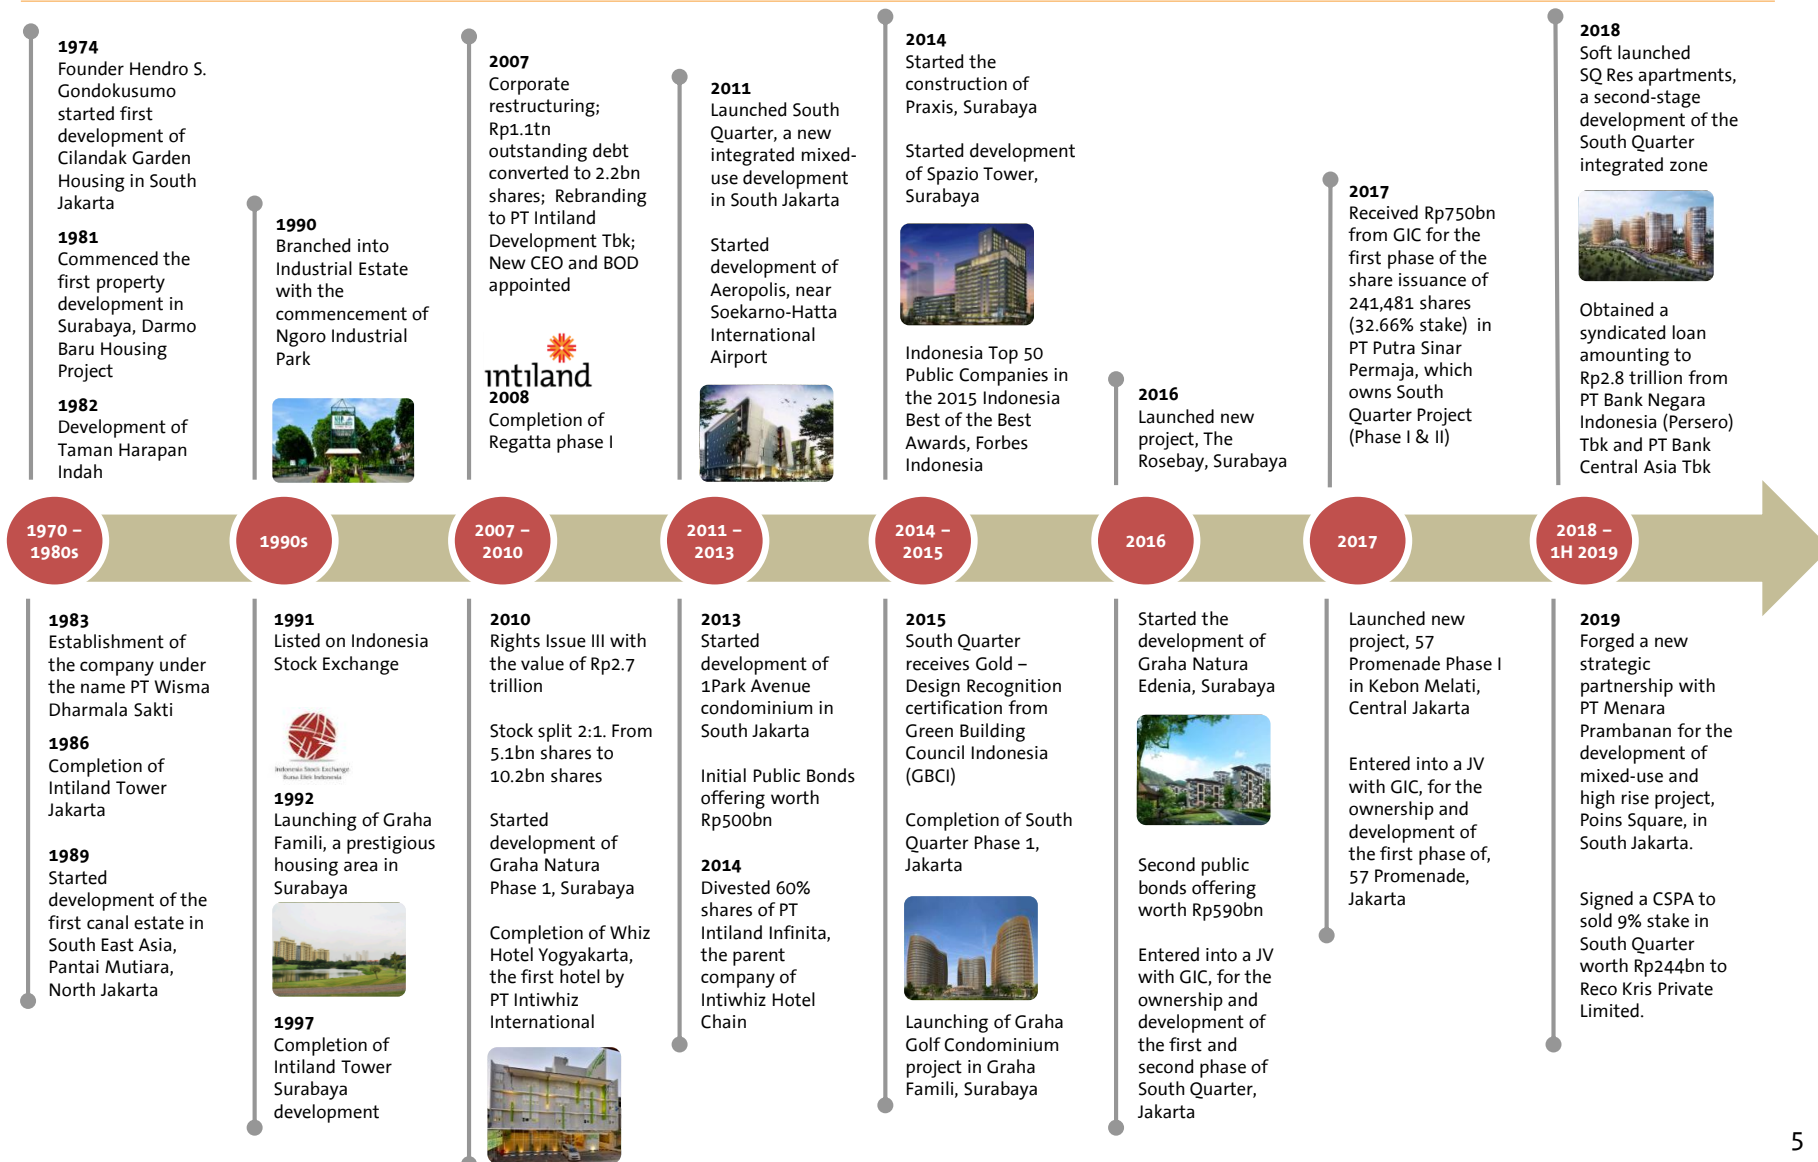 1974
Founder Hendro S.
Gondokusumo
started first
development of
Cilandak Garden
Housing in South
Jakarta
1981
Commenced the
first property
development in
Surabaya, Darmo
Baru Housing
Project
1982
Development of
Taman Harapan
Indah
1990
Branched into
Industrial Estate
with the
commencement of
Ngoro Industrial
Park
2007
Corporate
restructuring;
Rp1.1tn
outstanding debt
converted to 2.2bn
shares; Rebranding
to PT Intiland
Development Tbk;
New CEO and BOD
appointed
intiland
2008
Completion of
Regatta phase I
2011
Launched South
Quarter, a new
integrated mixed-
use development
in South Jakarta
Started
development of
Aeropolis, near
Soekarno-Hatta
International
Airport
2014
Started the
construction of
Praxis, Surabaya
Started development
of Spazio Tower,
Surabaya
Indonesia Top 50
Public Companies in
the 2015 Indonesia
Best of the Best
Awards, Forbes
Indonesia
2016
Launched new
project, The
Rosebay, Surabaya
2017
Received Rp750bn
from GIC for the
first phase of the
share issuance of
241,481 shares
(32.66% stake) in
PT Putra Sinar
Permaja, which
owns South
Quarter Project
(Phase I & II)
2018
Soft launched
SQ Res apartments,
a second-stage
development of the
South Quarter
integrated zone
Obtained a
syndicated loan
amounting to
Rp2.8 trillion from
PT Bank Negara
Indonesia (Persero)
Tbk and PT Bank
Central Asia Tbk
1970 –
1980s
1990s
2007 –
2010
2011 –
2013
2014 –
2015
2016
2017
2018 –
1H 2019
1983
Establishment of
the company under
the name PT Wisma
Dharmala Sakti
1986
Completion of
Intiland Tower
Jakarta
1989
Started
development of the
first canal estate in
South East Asia,
Pantai Mutiara,
North Jakarta
1991
Listed on Indonesia
Stock Exchange
Indonesia Stock Exchange
Bursa Efek Indonesia
1992
Launching of Graha
Famili, a prestigious
housing area in
Surabaya
1997
Completion of
Intiland Tower
Surabaya
development
2010
Rights Issue III with
the value of Rp2.7
trillion
Stock split 2:1. From
5.1bn shares to
10.2bn shares
Started
development of
Graha Natura
Phase 1, Surabaya
Completion of Whiz
Hotel Yogyakarta,
the first hotel by
PT Intiwhiz
International
2013
Started
development of
1Park Avenue
condominium in
South Jakarta
Initial Public Bonds
offering worth
Rp500bn
2014
Divested 60%
shares of PT
Intiland Infinita,
the parent
company of
Intiwhiz Hotel
Chain
2015
South Quarter
receives Gold –
Design Recognition
certification from
Green Building
Council Indonesia
(GBCI)
Completion of South
Quarter Phase 1,
Jakarta
Launching of Graha
Golf Condominium
project in Graha
Famili, Surabaya
Started the
development of
Graha Natura
Edenia, Surabaya
Second public
bonds offering
worth Rp590bn
Entered into a JV
with GIC, for the
ownership and
development of
the first and
second phase of
South Quarter,
Jakarta
Launched new
project, 57
Promenade Phase I
in Kebon Melati,
Central Jakarta
Entered into a JV
with GIC, for the
ownership and
development of
the first phase of,
57 Promenade,
Jakarta
2019
Forged a new
strategic
partnership with
PT Menara
Prambanan for the
development of
mixed-use and
high rise project,
Poins Square, in
South Jakarta.
Signed a CSPA to
sold 9% stake in
South Quarter
worth Rp244bn to
Reco Kris Private
Limited.
5